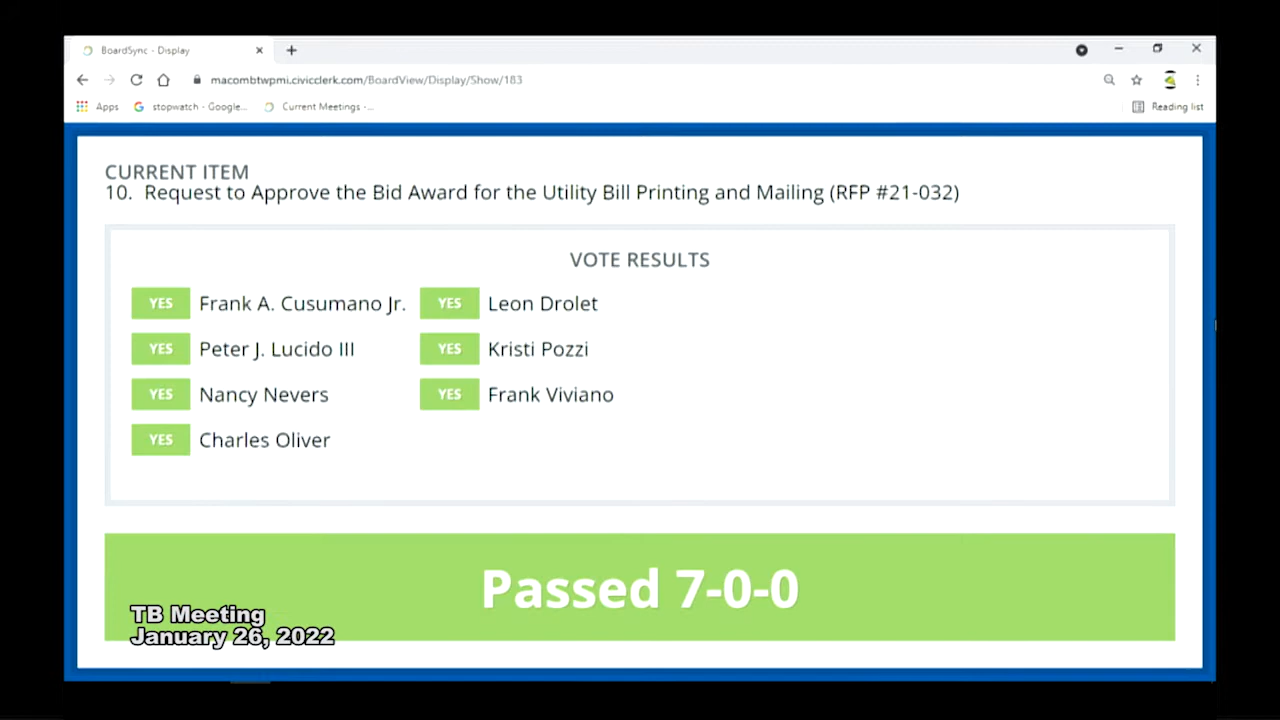 BoardSync - Display
macombtwpmi.civicclerk.com/BoardView/Display/Show/183
Apps
stopwatch - Google...
Current Meetings -...
Reading list
CURRENT ITEM
10. Request to Approve the Bid Award for the Utility Bill Printing and Mailing (RFP #21-032)
VOTE RESULTS
YES Frank A. Cusumano Jr.
YES Leon Drolet
YES Peter J. Lucido III
YES Kristi Pozzi
YES Nancy Nevers
YES Frank Viviano
YES Charles Oliver
Passed 7-0-0
TB Meeting
January 26, 2022